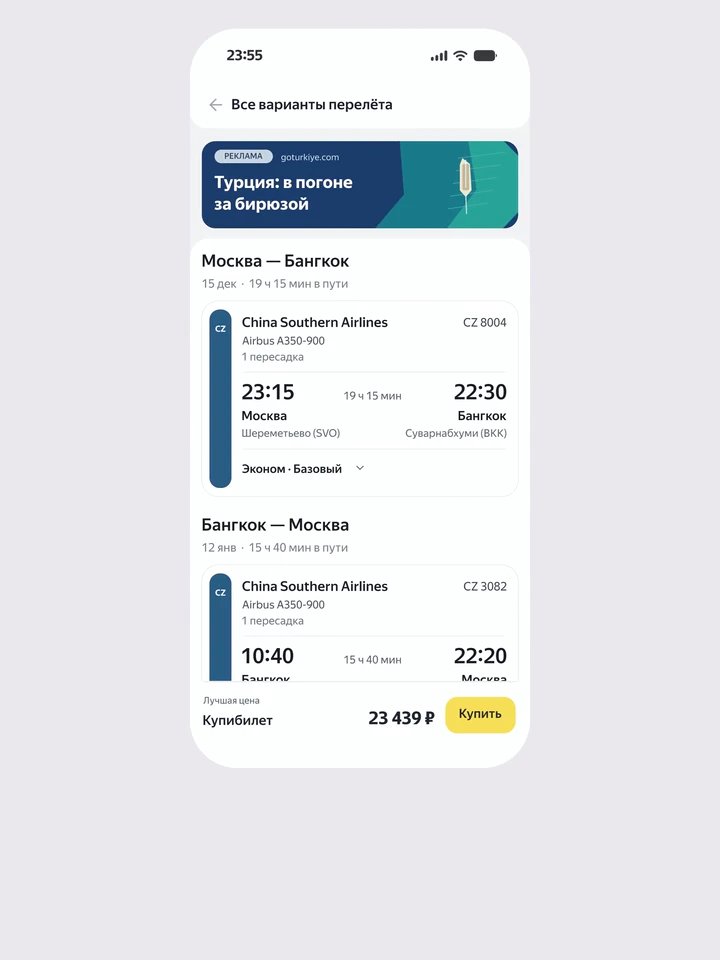 23:55
Все варианты перелёта
РЕКЛАМА goturkiye.com
Турция: в погоне
за бирюзой
Москва — Бангкок
15 дек · 19 ч 15 мин в пути
CZ
China Southern Airlines CZ 8004
Airbus A350-900
1 пересадка
23:15 19 ч 15 мин 22:30
Москва Бангкок
Шереметьево (SVO) Суварнабхуми (BKK)
Эконом · Базовый
Бангкок — Москва
12 янв · 15 ч 40 мин в пути
CZ
China Southern Airlines CZ 3082
Airbus A350-900
1 пересадка
10:40 15 ч 40 мин 22:20
Бангкок Москва
Лучшая цена
Купибилет 23 439 ₽ Купить